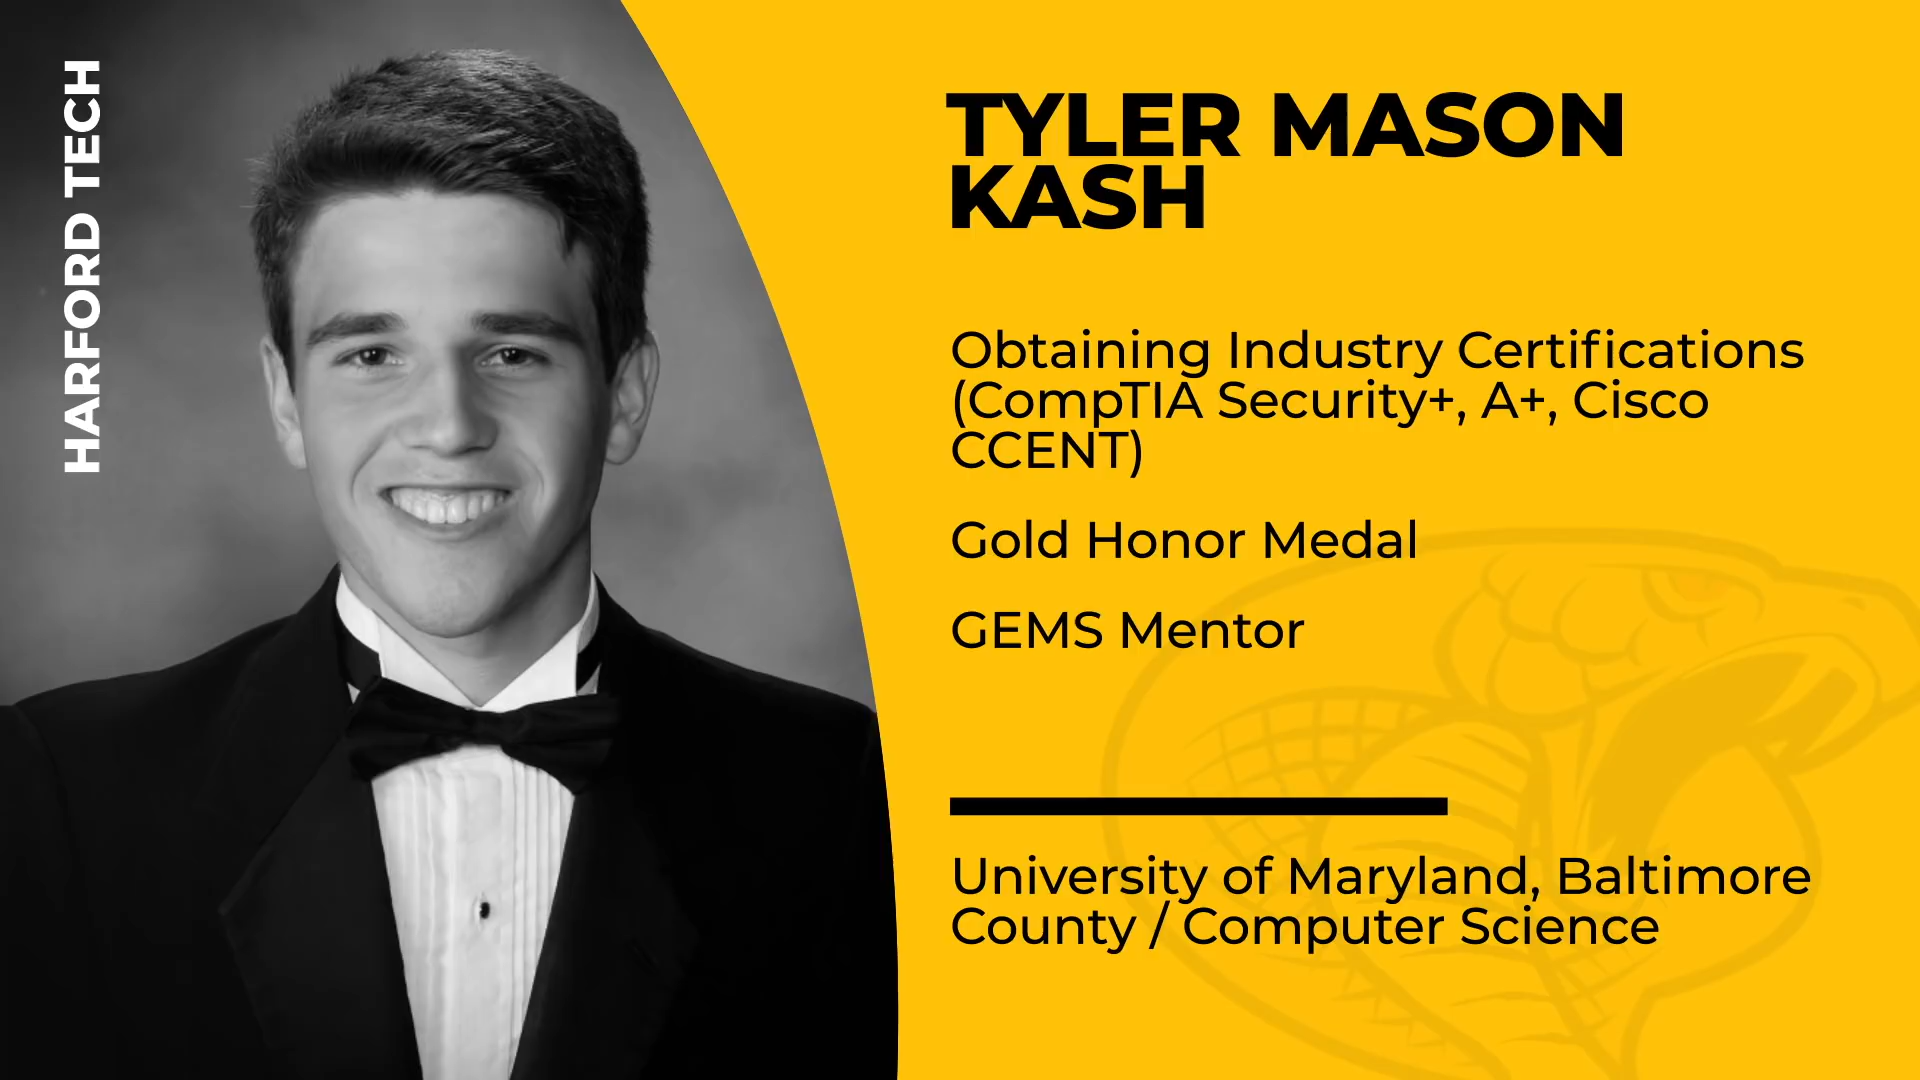 HARFORD TECH
TYLER MASON
KASH
Obtaining Industry Certifications
(CompTIA Security+, A+, Cisco
CCENT)
Gold Honor Medal
GEMS Mentor
University of Maryland, Baltimore
County / Computer Science